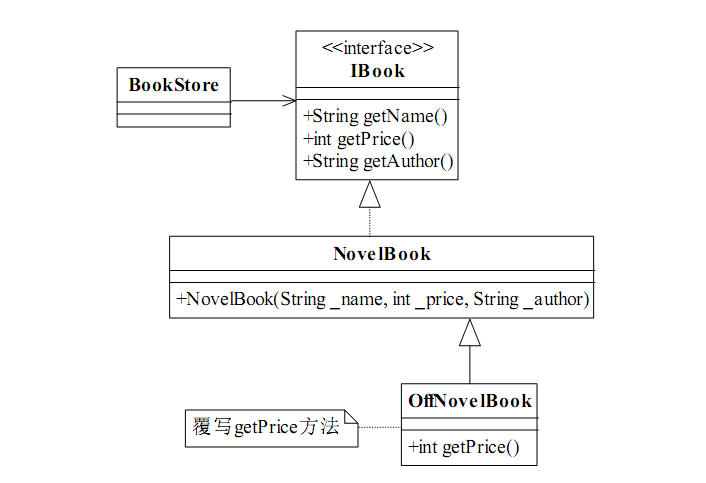 <<interface>>
IBook
BookStore
+String getName()
+int getPrice()
+String getAuthor()
NovelBook
+NovelBook(String _name, int _price, String _author)
OffNovelBook
覆写getPrice方法
+int getPrice()